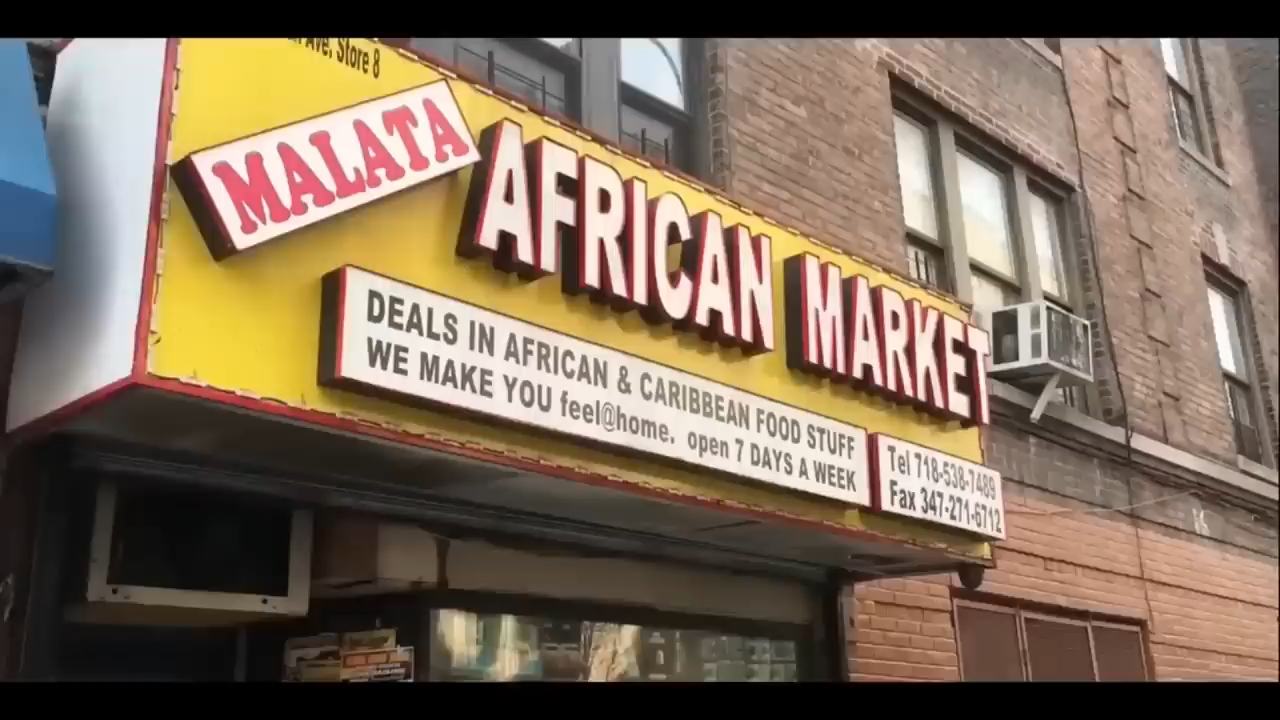 Ave, Store 8
MALATA
AFRICAN MARKET
DEALS IN AFRICAN & CARIBBEAN FOOD STUFF
WE MAKE YOU feel@home. open 7 DAYS A WEEK
Tel 718-538-7489
Fax 347-271-6712